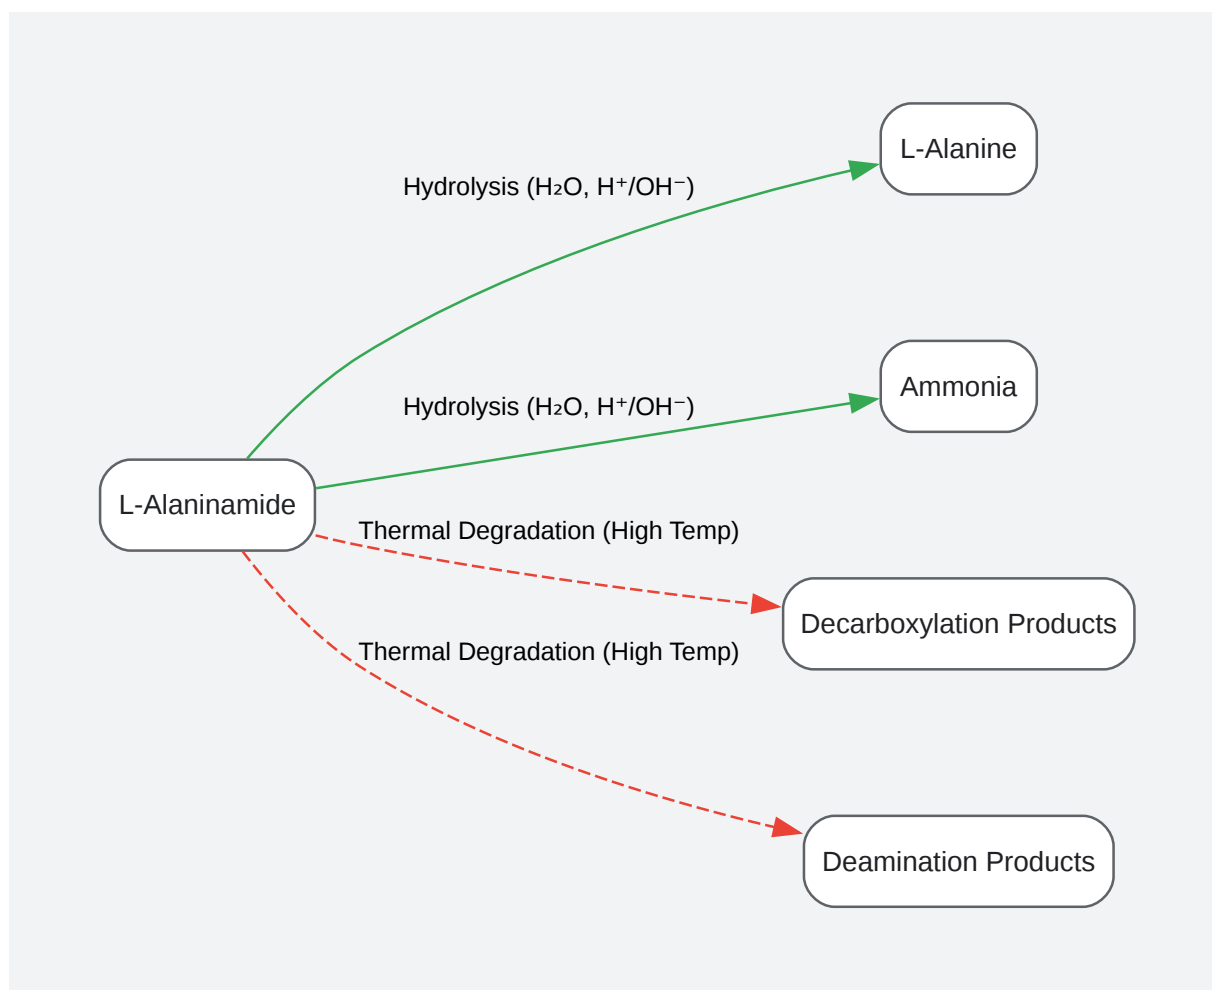 L-Alanine
Hydrolysis (H₂O, H⁺/OH⁻)
Ammonia
Hydrolysis (H₂O, H⁺/OH⁻)
L-Alaninamide
Thermal Degradation (High Temp)
Decarboxylation Products
Thermal Degradation (High Temp)
Deamination Products